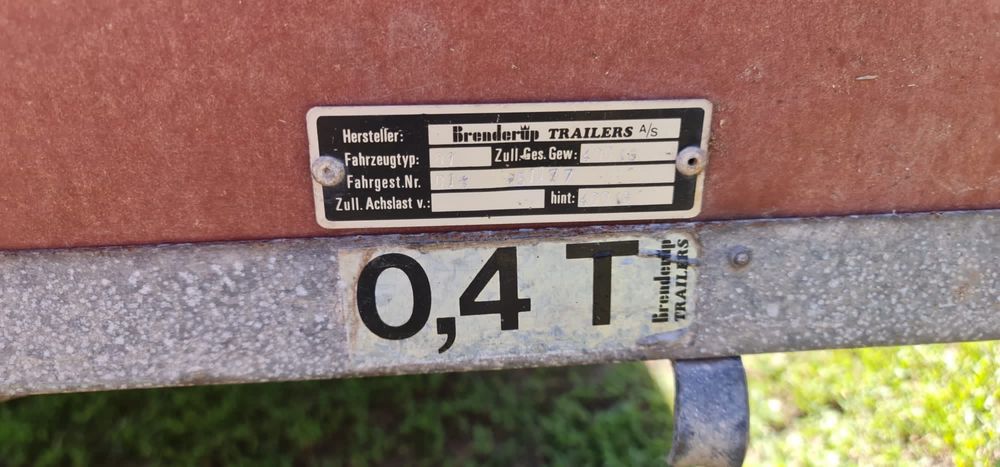 Hersteller: Brenderup TRAILERS A/S
Fahrzeugtyp: Zull.Ges.Gew:
Fahrgest.Nr.
Zull. Achslast v.: hint:
0,4 T Brenderup TRAILERS